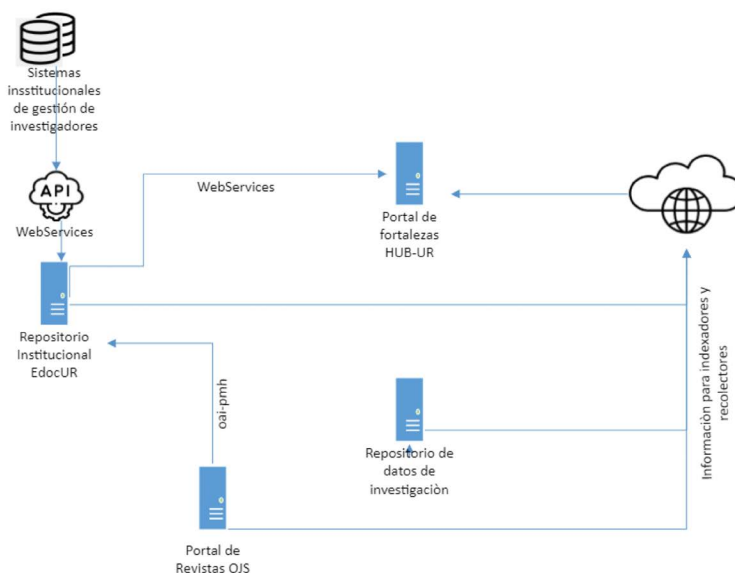 Sistemas
insstitucionales
de gestión de
investigadores
API
WebServices
WebServices
Portal de
fortalezas
HUB-UR
Repositorio
Institucional
EdocUR
oai-pmh
Repositorio de
datos de
investigaciòn
Portal de
Revistas OJS
Informaciòn para indexadores y
recolectores